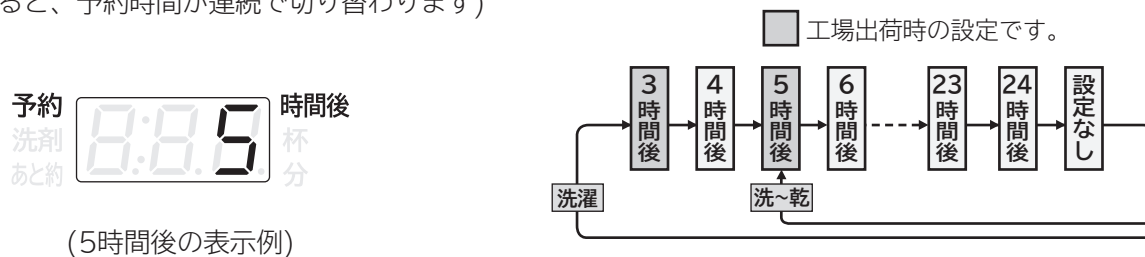 ると、予約時間が連続で切り替わります)
工場出荷時の設定です。
予約 5 時間後
洗剤 杯
あと約 分
(5時間後の表示例)
3時間後
4時間後
5時間後
6時間後
23時間後
24時間後
設定なし
洗濯
洗~乾